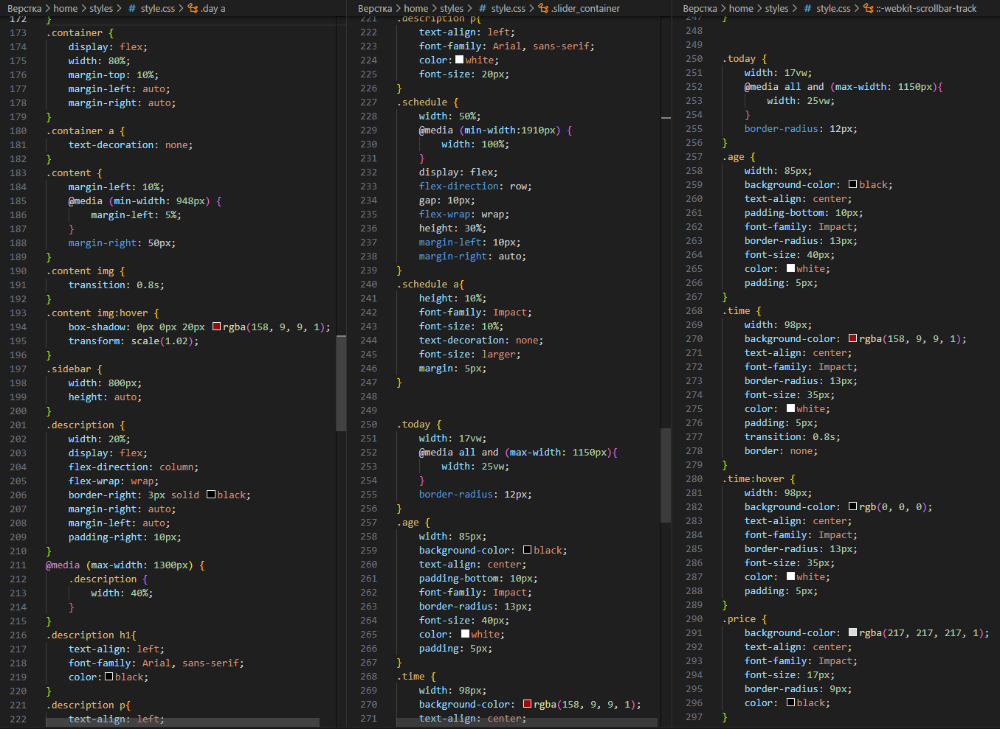 Верстка > home > styles > # style.css > .day a
172 }
173 .container {
174 display: flex;
175 width: 80%;
176 margin-top: 10%;
177 margin-left: auto;
178 margin-right: auto;
179 }
180 .container a {
181 text-decoration: none;
182 }
183 .content {
184 margin-left: 10%;
185 @media (min-width: 948px) {
186 margin-left: 5%;
187 }
188 margin-right: 50px;
189 }
190 .content img {
191 transition: 0.8s;
192 }
193 .content img:hover {
194 box-shadow: 0px 0px 20px rgba(158, 9, 9, 1);
195 transform: scale(1.02);
196 }
197 .sidebar {
198 width: 800px;
199 height: auto;
200 }
201 .description {
202 width: 20%;
203 display: flex;
204 flex-direction: column;
205 flex-wrap: wrap;
206 border-right: 3px solid black;
207 margin-right: auto;
208 margin-left: auto;
209 padding-right: 10px;
210 }
211 @media (max-width: 1300px) {
212 .description {
213 width: 40%;
214 }
215 }
216 .description h1{
217 text-align: left;
218 font-family: Arial, sans-serif;
219 color:black;
220 }
221 .description p{
222 text-align: left;
Верстка > home > styles > # style.css > .slider_container
221 .description p{
222 text-align: left;
223 font-family: Arial, sans-serif;
224 color:white;
225 font-size: 20px;
226 }
227 .schedule {
228 width: 50%;
229 @media (min-width:1910px) {
230 width: 100%;
231 }
232 display: flex;
233 flex-direction: row;
234 gap: 10px;
235 flex-wrap: wrap;
236 height: 30%;
237 margin-left: 10px;
238 margin-right: auto;
239 }
240 .schedule a{
241 height: 10%;
242 font-family: Impact;
243 font-size: 10%;
244 text-decoration: none;
245 font-size: larger;
246 margin: 5px;
247 }
248
249
250 .today {
251 width: 17vw;
252 @media all and (max-width: 1150px){
253 width: 25vw;
254 }
255 border-radius: 12px;
256 }
257 .age {
258 width: 85px;
259 background-color: black;
260 text-align: center;
261 padding-bottom: 10px;
262 font-family: Impact;
263 border-radius: 13px;
264 font-size: 40px;
265 color: white;
266 padding: 5px;
267 }
268 .time {
269 width: 98px;
270 background-color: rgba(158, 9, 9, 1);
271 text-align: center;
Верстка > home > styles > # style.css > ::-webkit-scrollbar-track
247 }
248
249
250 .today {
251 width: 17vw;
252 @media all and (max-width: 1150px){
253 width: 25vw;
254 }
255 border-radius: 12px;
256 }
257 .age {
258 width: 85px;
259 background-color: black;
260 text-align: center;
261 padding-bottom: 10px;
262 font-family: Impact;
263 border-radius: 13px;
264 font-size: 40px;
265 color: white;
266 padding: 5px;
267 }
268 .time {
269 width: 98px;
270 background-color: rgba(158, 9, 9, 1);
271 text-align: center;
272 font-family: Impact;
273 border-radius: 13px;
274 font-size: 35px;
275 color: white;
276 padding: 5px;
277 transition: 0.8s;
278 border: none;
279 }
280 .time:hover {
281 width: 98px;
282 background-color: rgb(0, 0, 0);
283 text-align: center;
284 font-family: Impact;
285 border-radius: 13px;
286 font-size: 35px;
287 color: white;
288 padding: 5px;
289 }
290 .price {
291 background-color: rgba(217, 217, 217, 1);
292 text-align: center;
293 font-family: Impact;
294 font-size: 17px;
295 border-radius: 9px;
296 color: black;
297 }